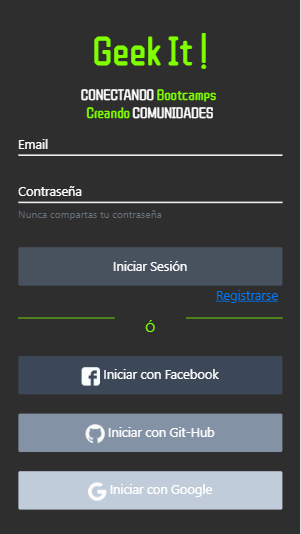 Geek It !
CONECTANDO Bootcamps
Creando COMUNIDADES
Email
Contraseña
Nunca compartas tu contraseña
Iniciar Sesión
Registrarse
Ó
Iniciar con Facebook
Iniciar con Git-Hub
Iniciar con Google